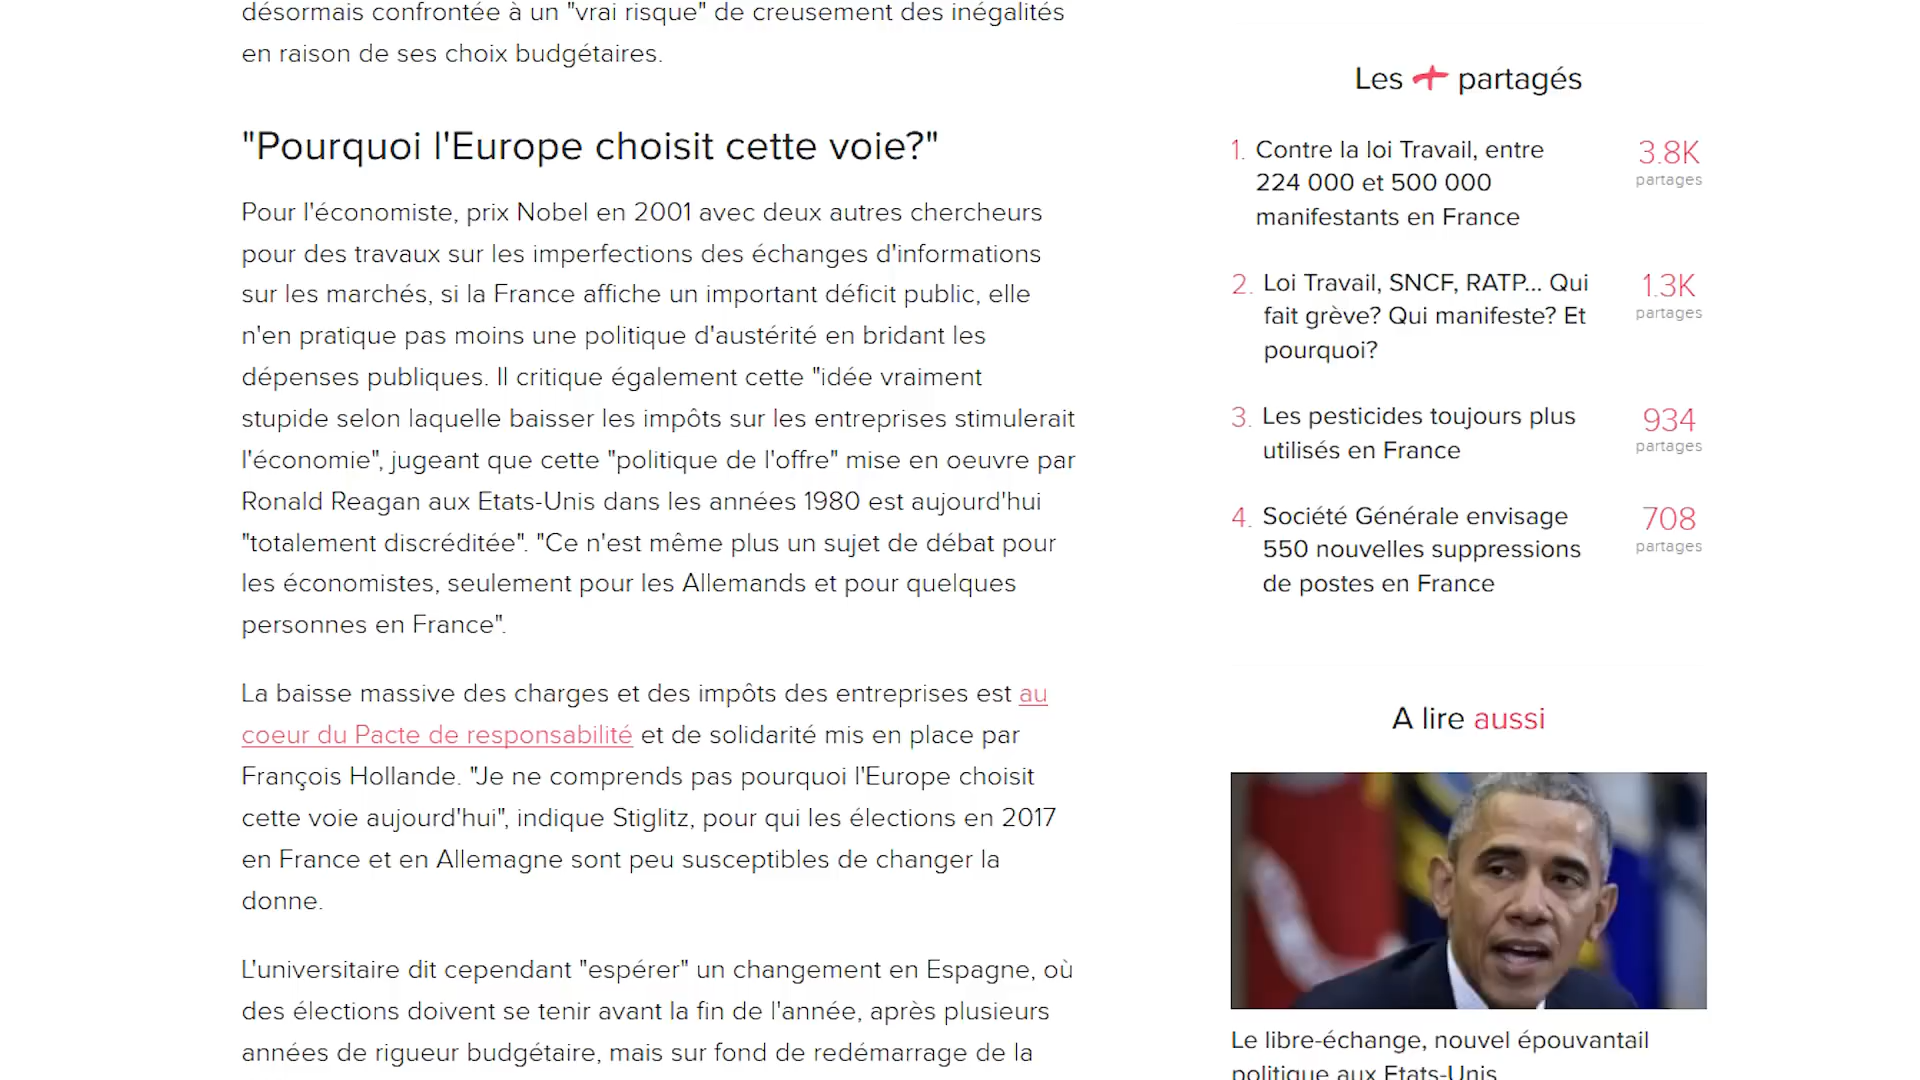 désormais confrontée à un "vrai risque" de creusement des inégalités
en raison de ses choix budgétaires.
"Pourquoi l'Europe choisit cette voie?"
Pour l'économiste, prix Nobel en 2001 avec deux autres chercheurs
pour des travaux sur les imperfections des échanges d'informations
sur les marchés, si la France affiche un important déficit public, elle
n'en pratique pas moins une politique d'austérité en bridant les
dépenses publiques. Il critique également cette "idée vraiment
stupide selon laquelle baisser les impôts sur les entreprises stimulerait
l'économie", jugeant que cette "politique de l'offre" mise en oeuvre par
Ronald Reagan aux Etats-Unis dans les années 1980 est aujourd'hui
"totalement discréditée". "Ce n'est même plus un sujet de débat pour
les économistes, seulement pour les Allemands et pour quelques
personnes en France".
La baisse massive des charges et des impôts des entreprises est au
coeur du Pacte de responsabilité et de solidarité mis en place par
François Hollande. "Je ne comprends pas pourquoi l'Europe choisit
cette voie aujourd'hui", indique Stiglitz, pour qui les élections en 2017
en France et en Allemagne sont peu susceptibles de changer la
donne.
L'universitaire dit cependant "espérer" un changement en Espagne, où
des élections doivent se tenir avant la fin de l'année, après plusieurs
années de rigueur budgétaire, mais sur fond de redémarrage de la
Les + partagés
1. Contre la loi Travail, entre
224 000 et 500 000
manifestants en France
3.8K
partages
2. Loi Travail, SNCF, RATP... Qui
fait grève? Qui manifeste? Et
pourquoi?
1.3K
partages
3. Les pesticides toujours plus
utilisés en France
934
partages
4. Société Générale envisage
550 nouvelles suppressions
de postes en France
708
partages
A lire aussi
Le libre-échange, nouvel épouvantail
politique aux Etats-Unis